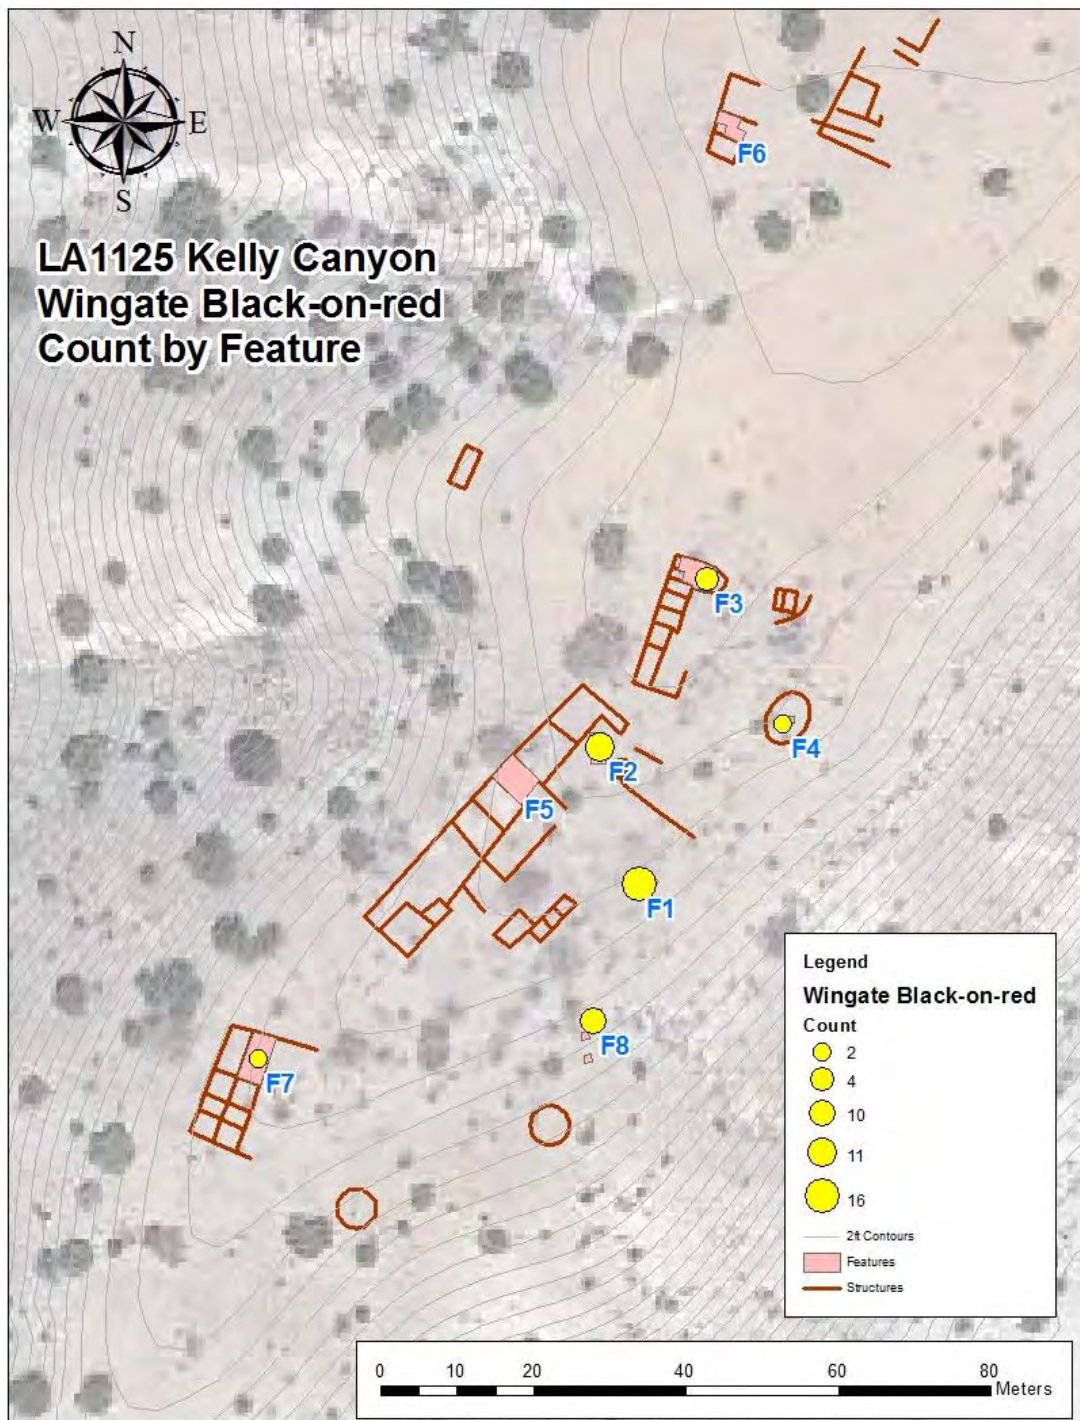 N
W E
S
LA1125 Kelly Canyon
Wingate Black-on-red
Count by Feature
F6
F3
F4
F2
F5
F1
F8
F7
Legend
Wingate Black-on-red
Count
2
4
10
11
16
2ft Contours
Features
Structures
0 10 20 40 60 80
Meters